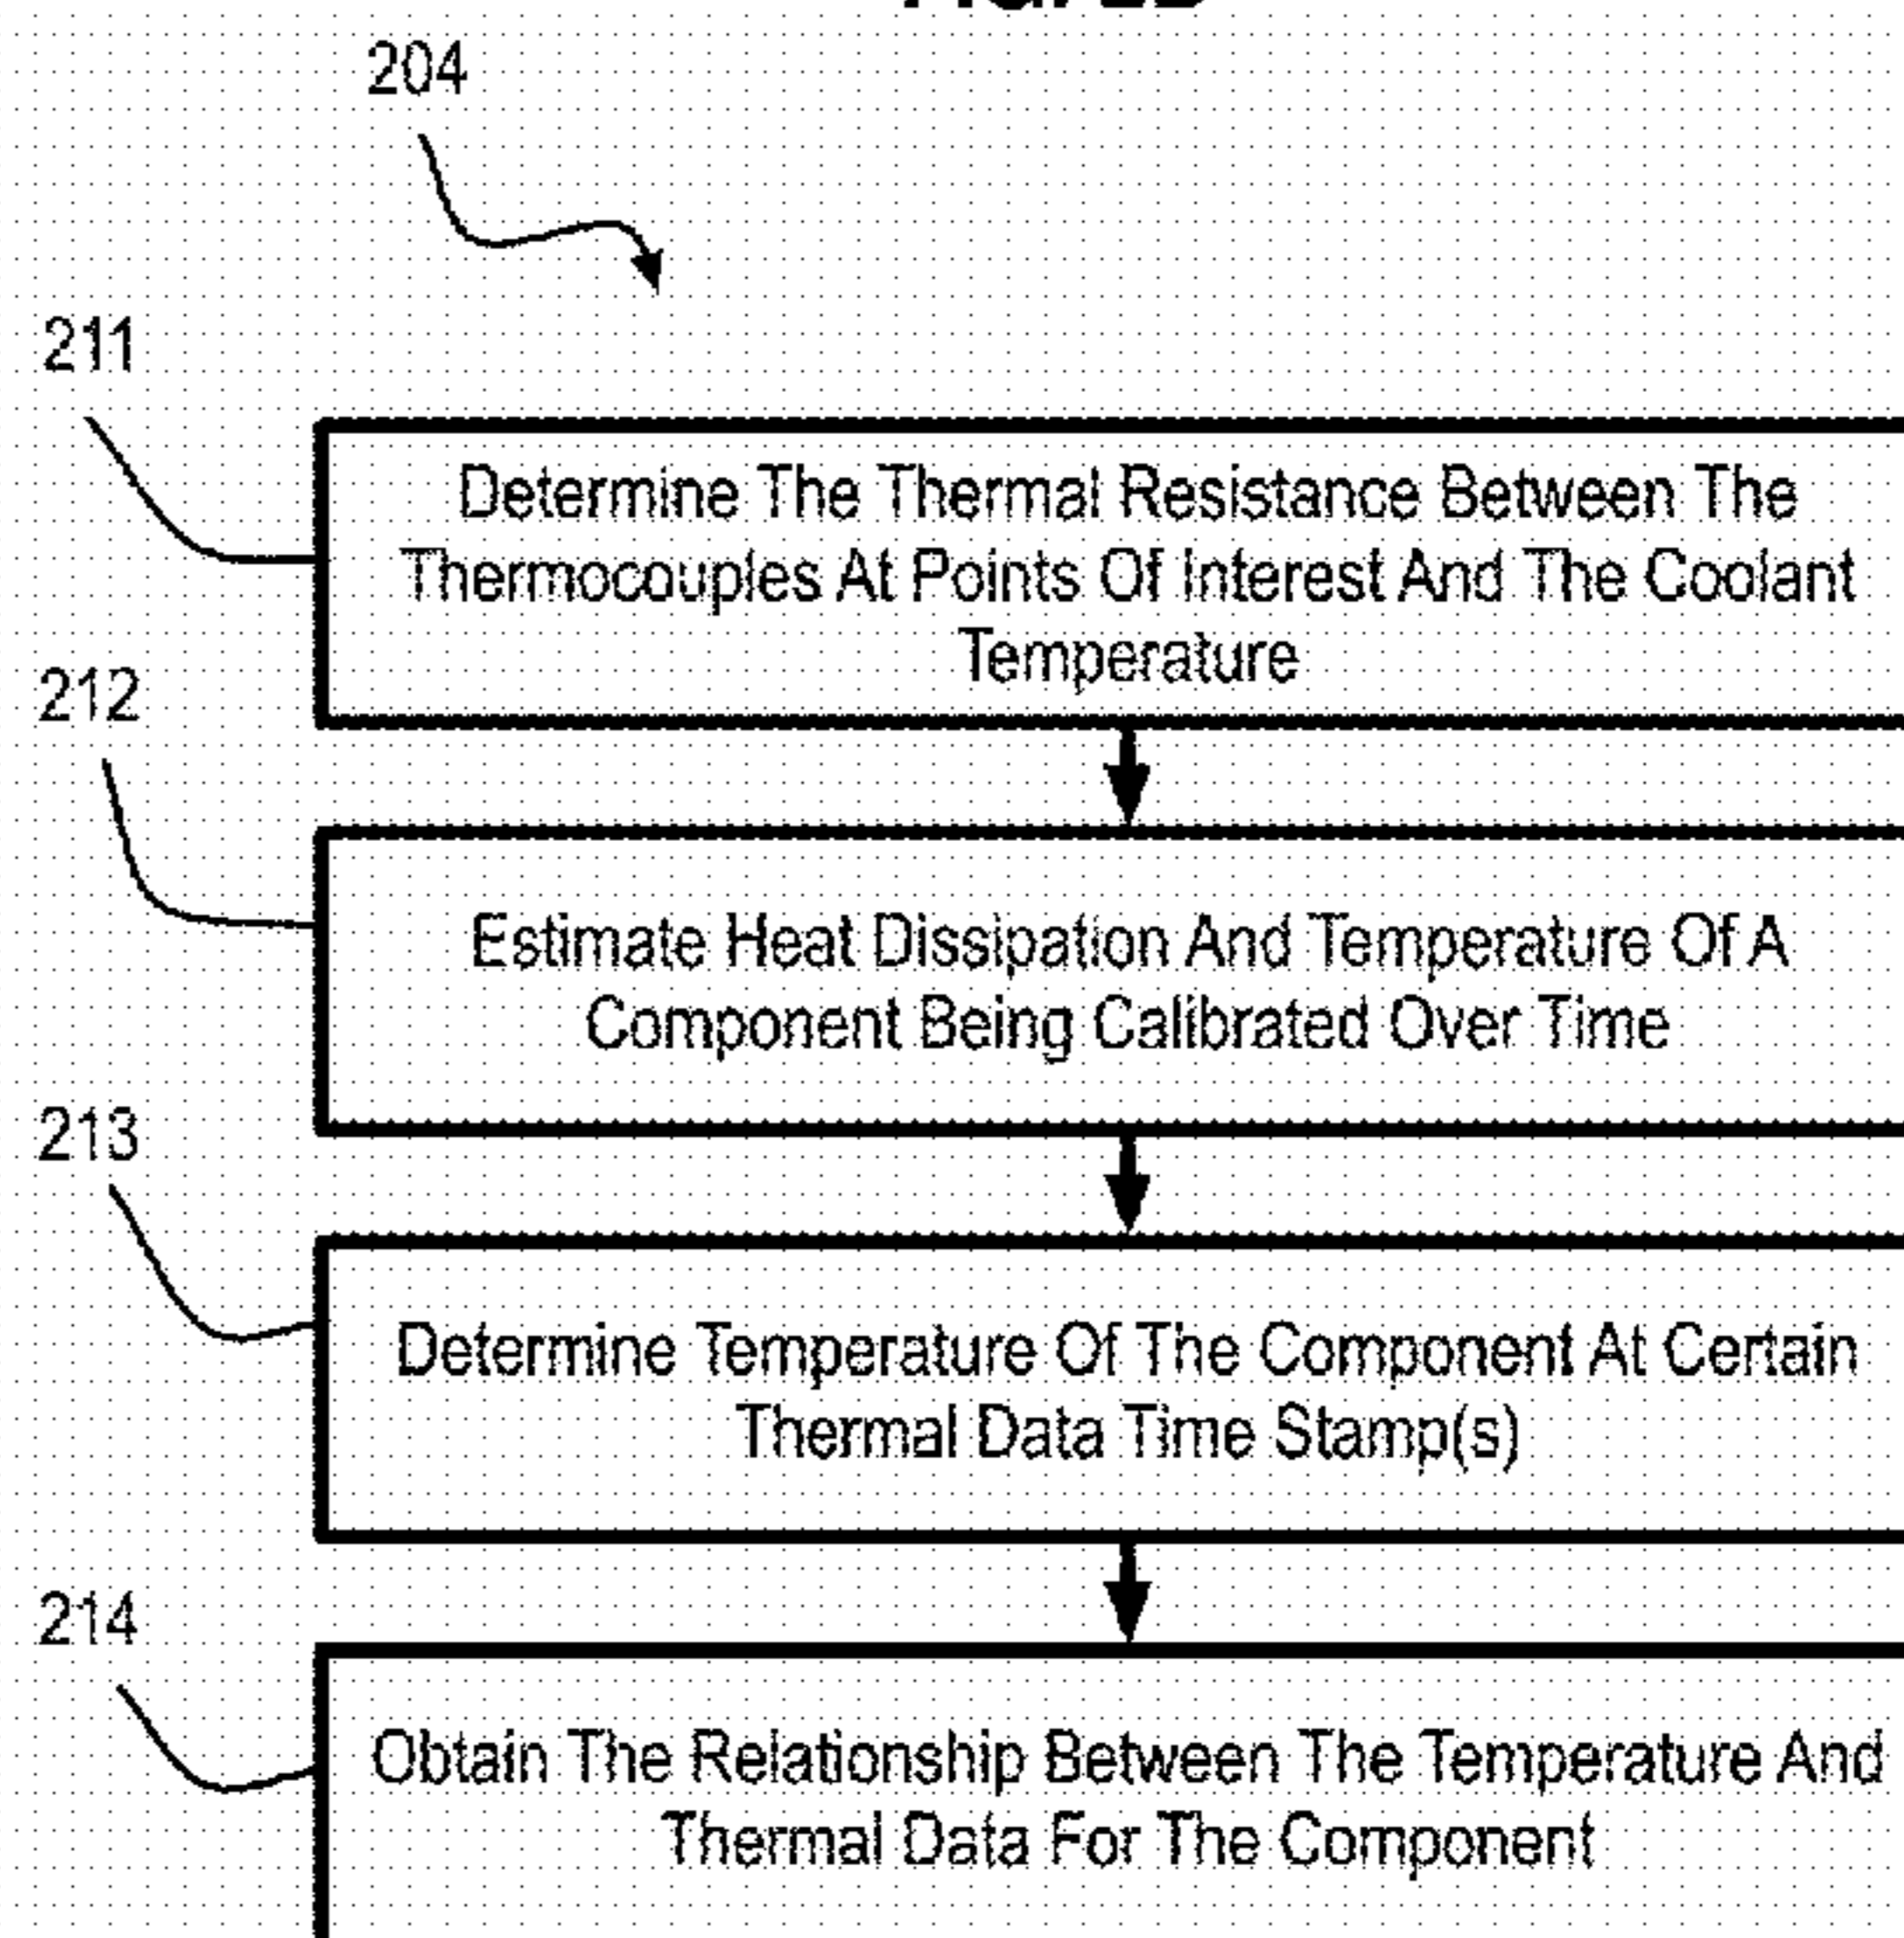 204
211
Determine The Thermal Resistance Between The
Thermocouples At Points Of Interest And The Coolant
Temperature
212
Estimate Heat Dissipation And Temperature Of A
Component Being Calibrated Over Time
213
Determine Temperature Of The Component At Certain
Thermal Data Time Stamp(s)
214
Obtain The Relationship Between The Temperature And
Thermal Data For The Component